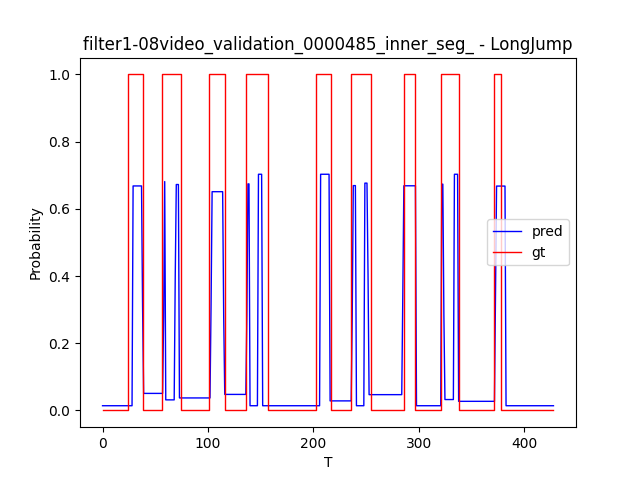 filter1-08video_validation_0000485_inner_seg_ - LongJump
1.0
0.8
0.6
0.4
0.2
0.0
Probability
pred
gt
0 100 200 300 400
T